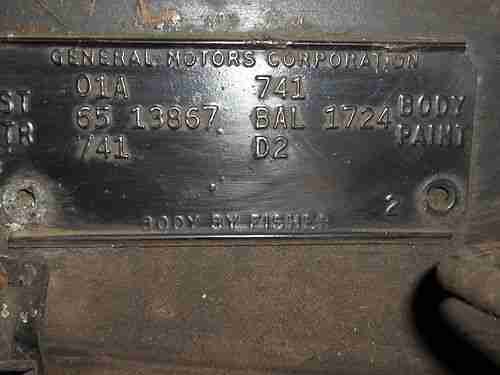 GENERAL MOTORS CORPORATION
01A 741
ST 65 13867 BAL 1724 BODY
TR 741 D2 PAINT
2
BODY BY FISHER